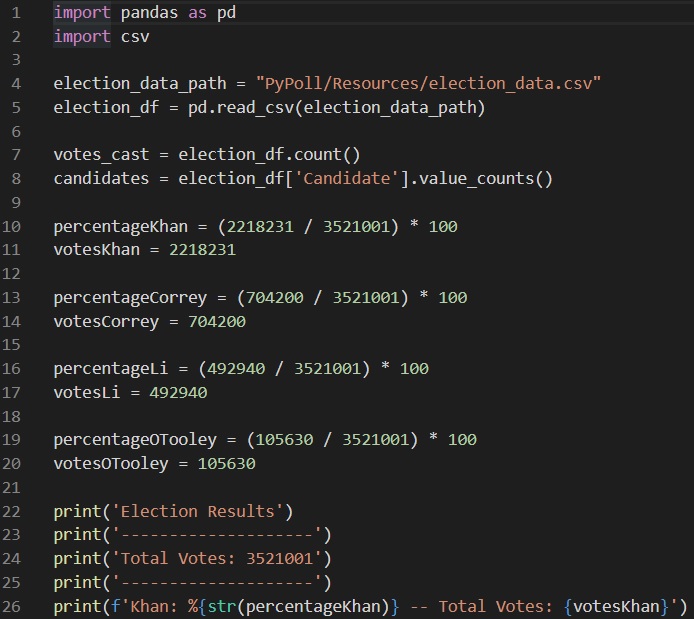 1 import pandas as pd
2 import csv
3
4 election_data_path = "PyPoll/Resources/election_data.csv"
5 election_df = pd.read_csv(election_data_path)
6
7 votes_cast = election_df.count()
8 candidates = election_df['Candidate'].value_counts()
9
10 percentageKhan = (2218231 / 3521001) * 100
11 votesKhan = 2218231
12
13 percentageCorrey = (704200 / 3521001) * 100
14 votesCorrey = 704200
15
16 percentageLi = (492940 / 3521001) * 100
17 votesLi = 492940
18
19 percentageOTooley = (105630 / 3521001) * 100
20 votesOTooley = 105630
21
22 print('Election Results')
23 print('--------------------')
24 print('Total Votes: 3521001')
25 print('--------------------')
26 print(f'Khan: %{str(percentageKhan)} -- Total Votes: {votesKhan}')